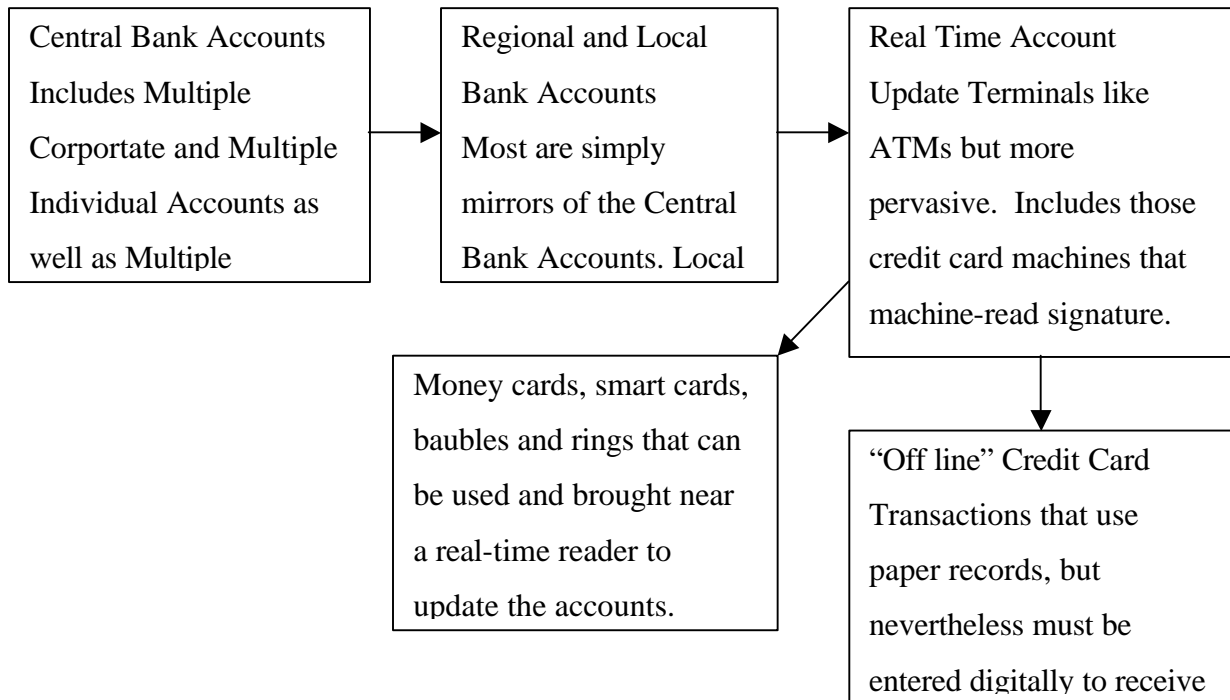 Central Bank Accounts
Includes Multiple
Corportate and Multiple
Individual Accounts as
well as Multiple
Regional and Local
Bank Accounts
Most are simply
mirrors of the Central
Bank Accounts. Local
Real Time Account
Update Terminals like
ATMs but more
pervasive.  Includes those
credit card machines that
machine-read signature.
Money cards, smart cards,
baubles and rings that can
be used and brought near
a real-time reader to
update the accounts.
“Off line” Credit Card
Transactions that use
paper records, but
nevertheless must be
entered digitally to receive